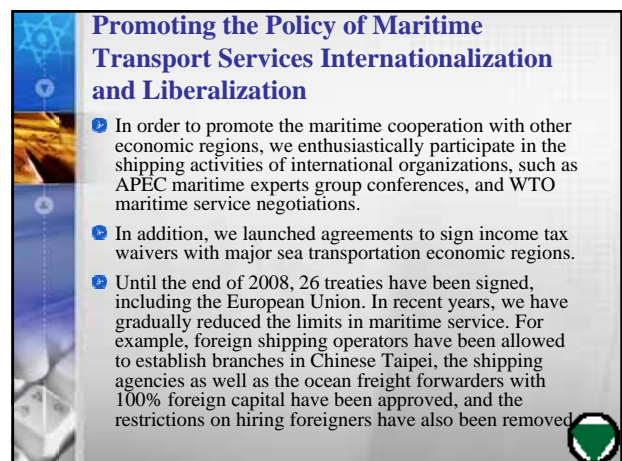 Promoting the Policy of Maritime
Transport Services Internationalization
and Liberalization
In order to promote the maritime cooperation with other
economic regions, we enthusiastically participate in the
shipping activities of international organizations, such as
APEC maritime experts group conferences, and WTO
maritime service negotiations.
In addition, we launched agreements to sign income tax
waivers with major sea transportation economic regions.
Until the end of 2008, 26 treaties have been signed,
including the European Union. In recent years, we have
gradually reduced the limits in maritime service. For
example, foreign shipping operators have been allowed
to establish branches in Chinese Taipei, the shipping
agencies as well as the ocean freight forwarders with
100% foreign capital have been approved, and the
restrictions on hiring foreigners have also been removed